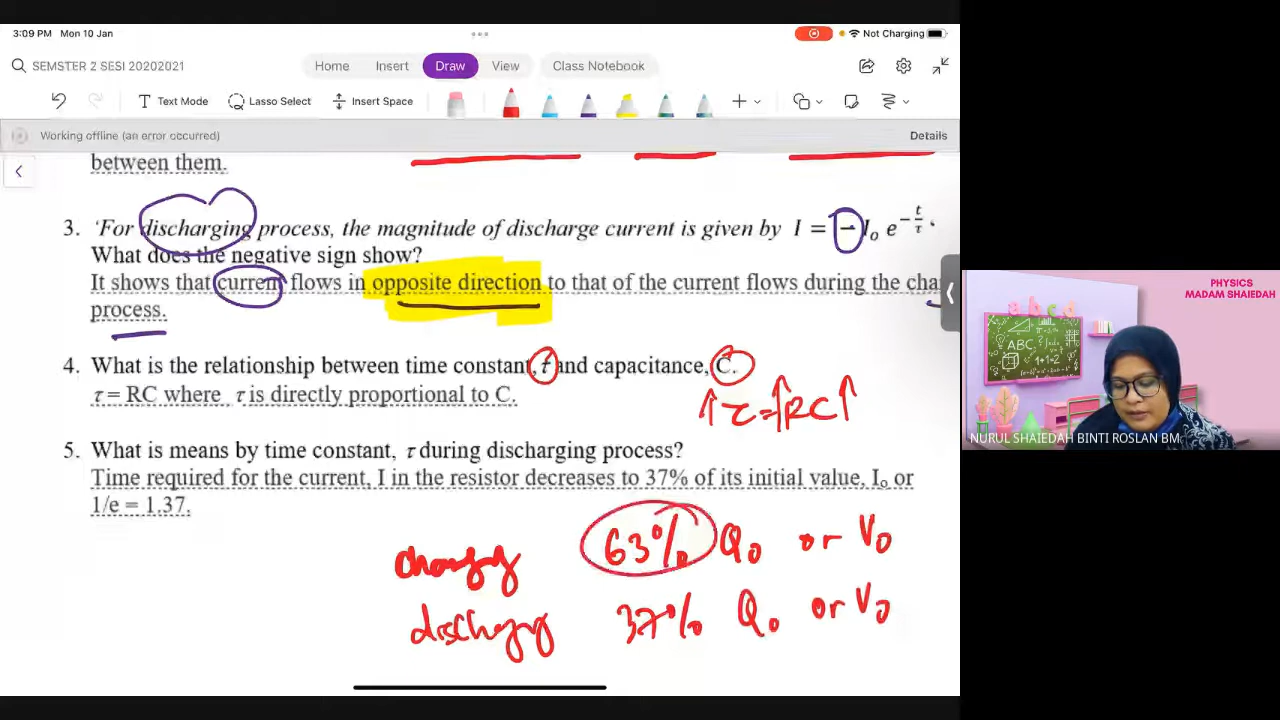 3:09 PM Mon 10 Jan
Not Charging
SEMSTER 2 SESI 20202021
Home Insert Draw View Class Notebook
Text Mode Lasso Select Insert Space
Working offline (an error occurred) Details
between them.
3. 'For discharging process, the magnitude of discharge current is given by I = − I₀ e^(−t/τ)'
What does the negative sign show?
It shows that current flows in opposite direction to that of the current flows during the cha
process.
4. What is the relationship between time constant, τ and capacitance, C.
τ = RC where τ is directly proportional to C.
↑τ=↑RC↑
5. What is means by time constant, τ during discharging process?
Time required for the current, I in the resistor decreases to 37% of its initial value, I₀ or
1/e = 1.37.
charging 63% Q₀ or V₀
discharging 37% Q₀ or V₀
PHYSICS
MADAM SHAIEDAH
a b c d
ABC
1+1=2
NURUL SHAIEDAH BINTI ROSLAN BM